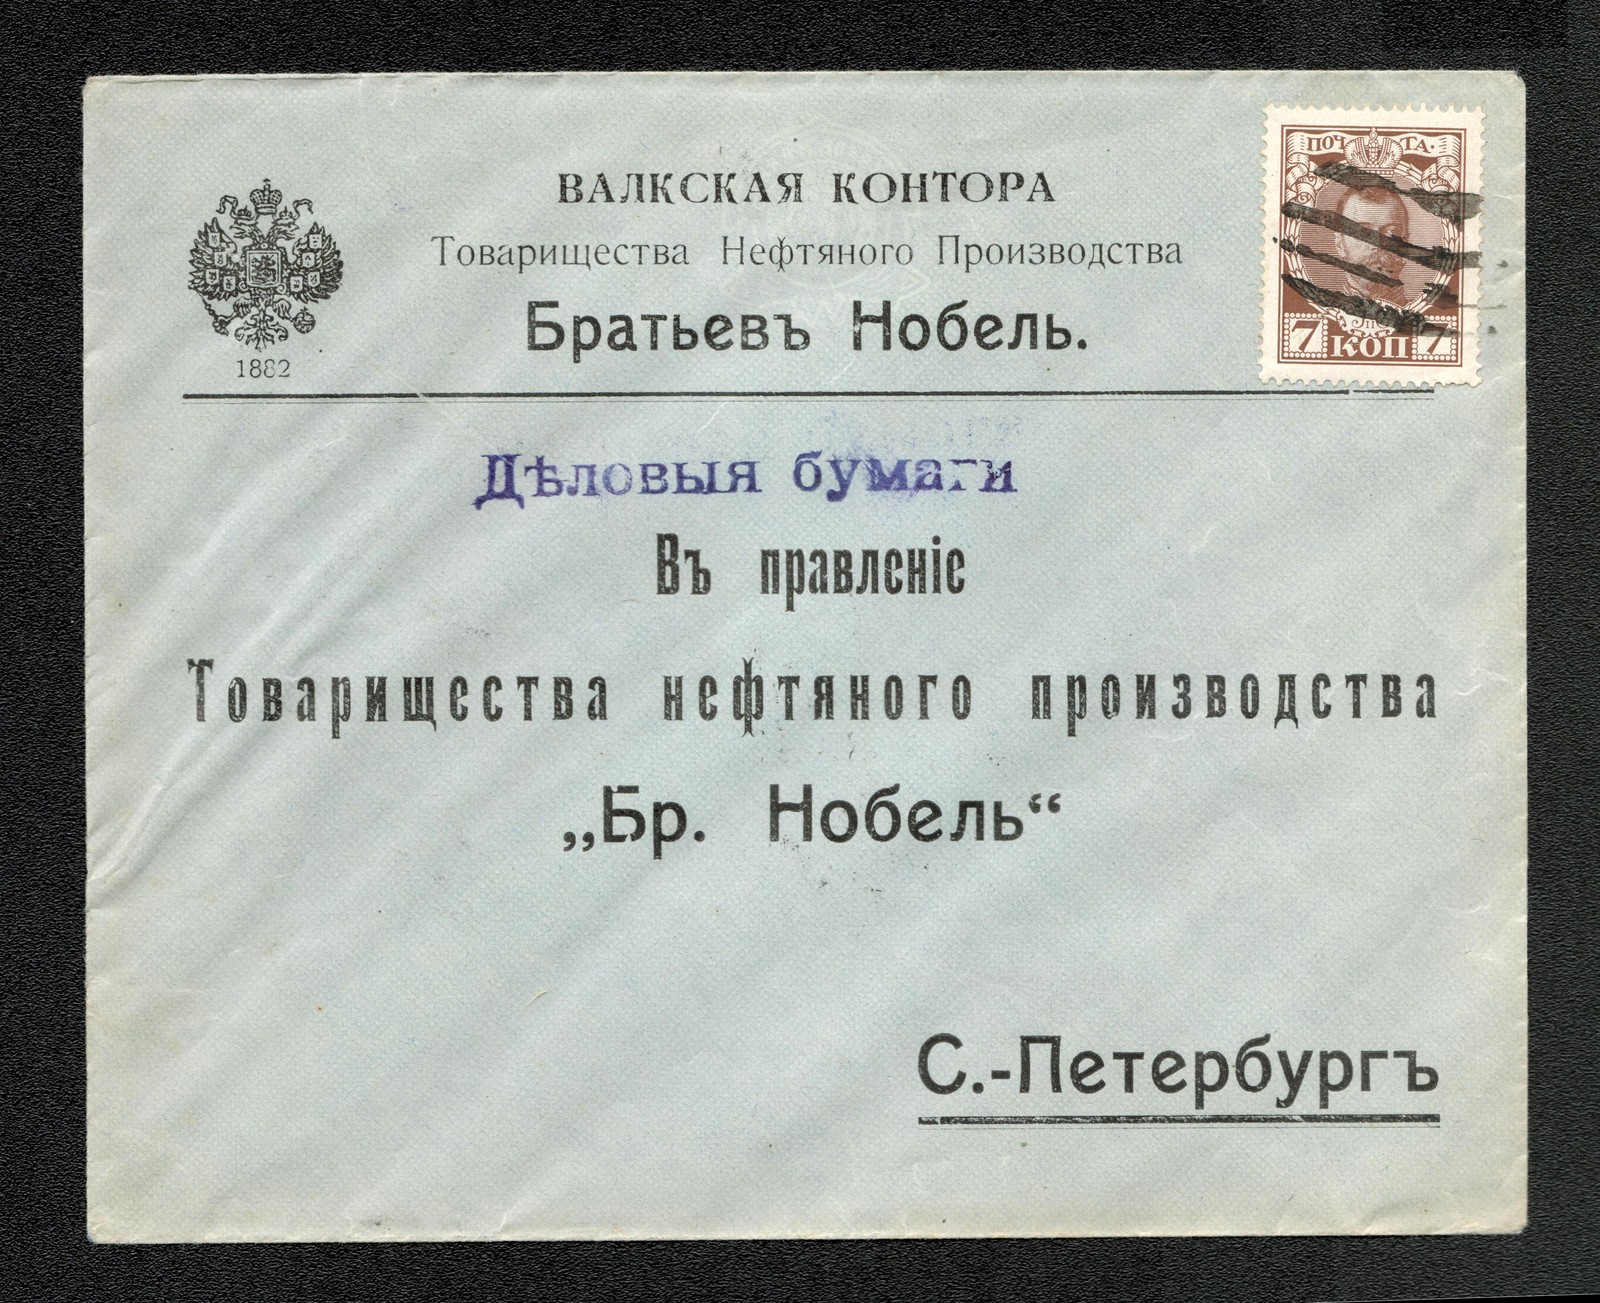 ПОЧТА.
7 КОП 7
ВАЛКСКАЯ КОНТОРА
Товарищества Нефтяного Производства
Братьевъ Нобель.
1882
Дѣловыя бумаги
Въ правленіе
Товарищества нефтяного производства
„Бр. Нобель“
С.-Петербургъ